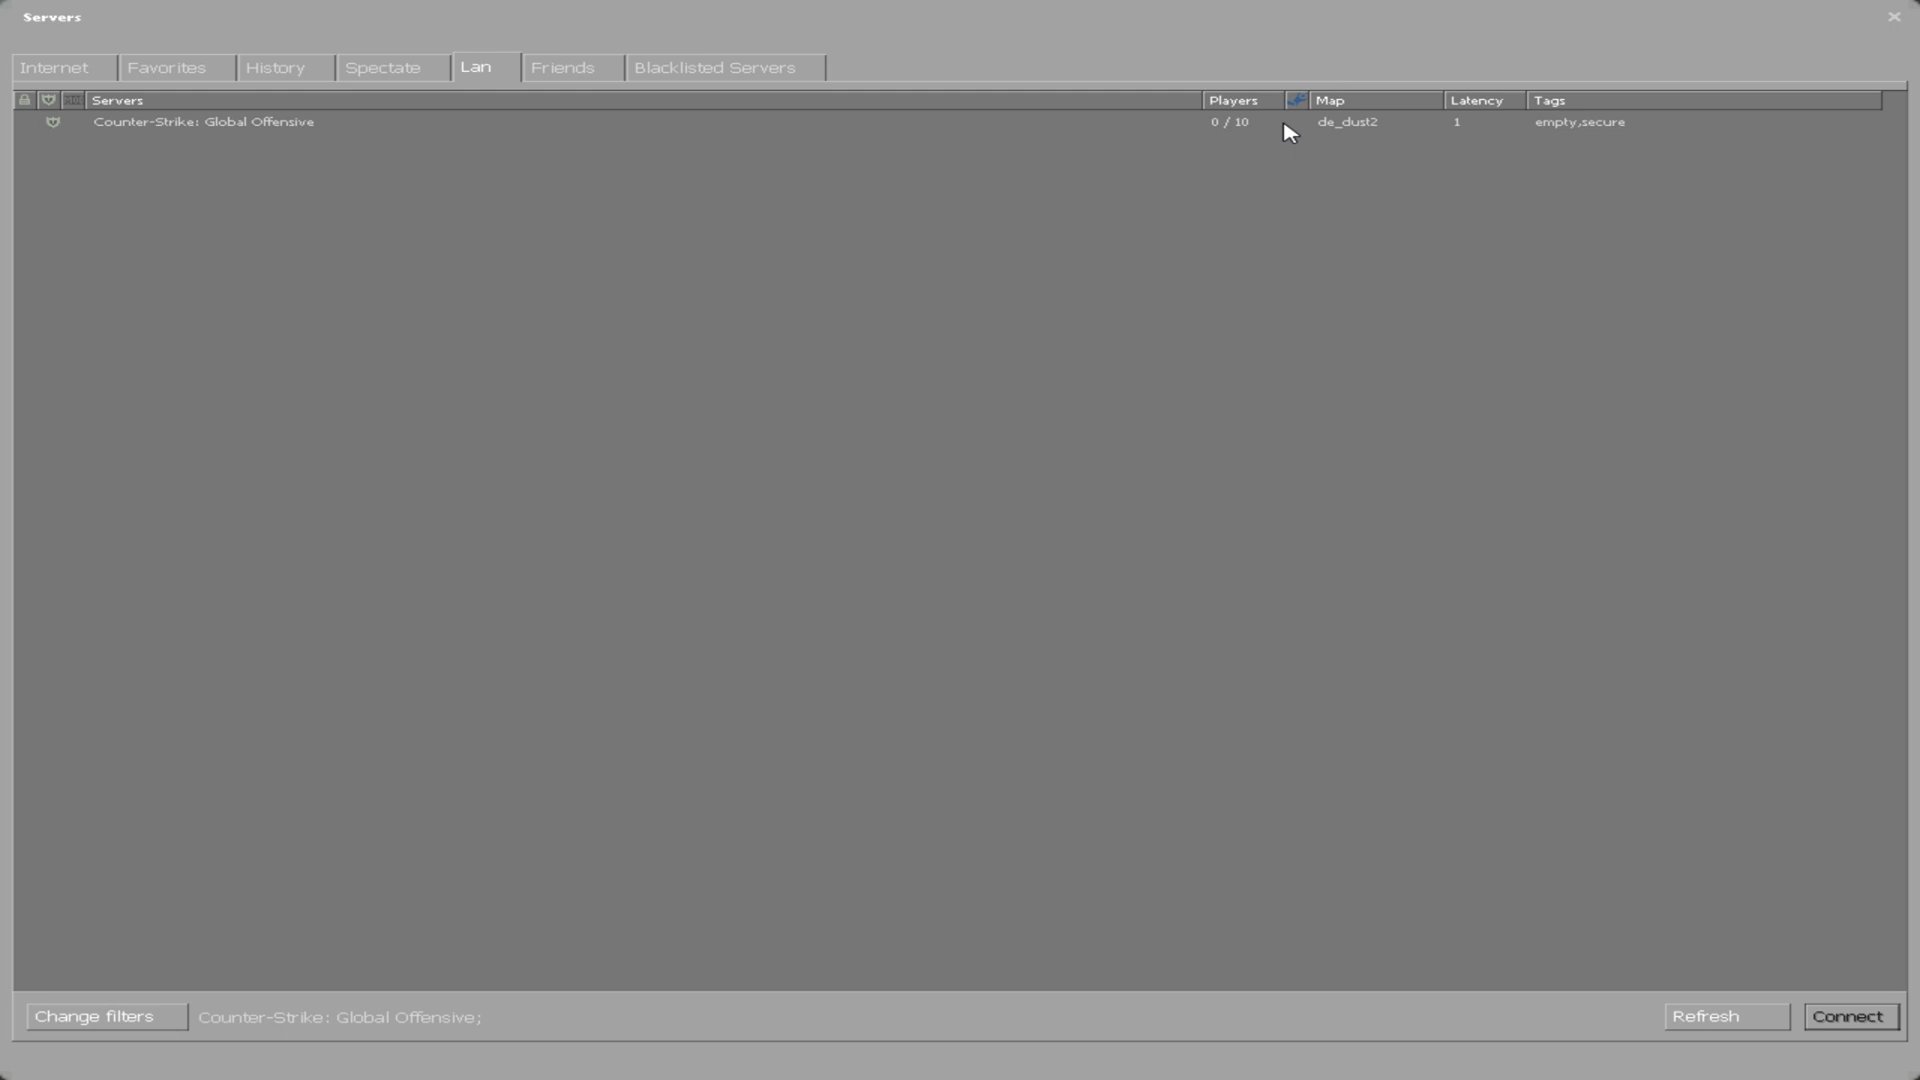 Servers
Internet Favorites History Spectate Lan Friends Blacklisted Servers
Servers Players Map Latency Tags
Counter-Strike: Global Offensive 0 / 10 de_dust2 1 empty,secure
Change filters Counter-Strike: Global Offensive; Refresh Connect